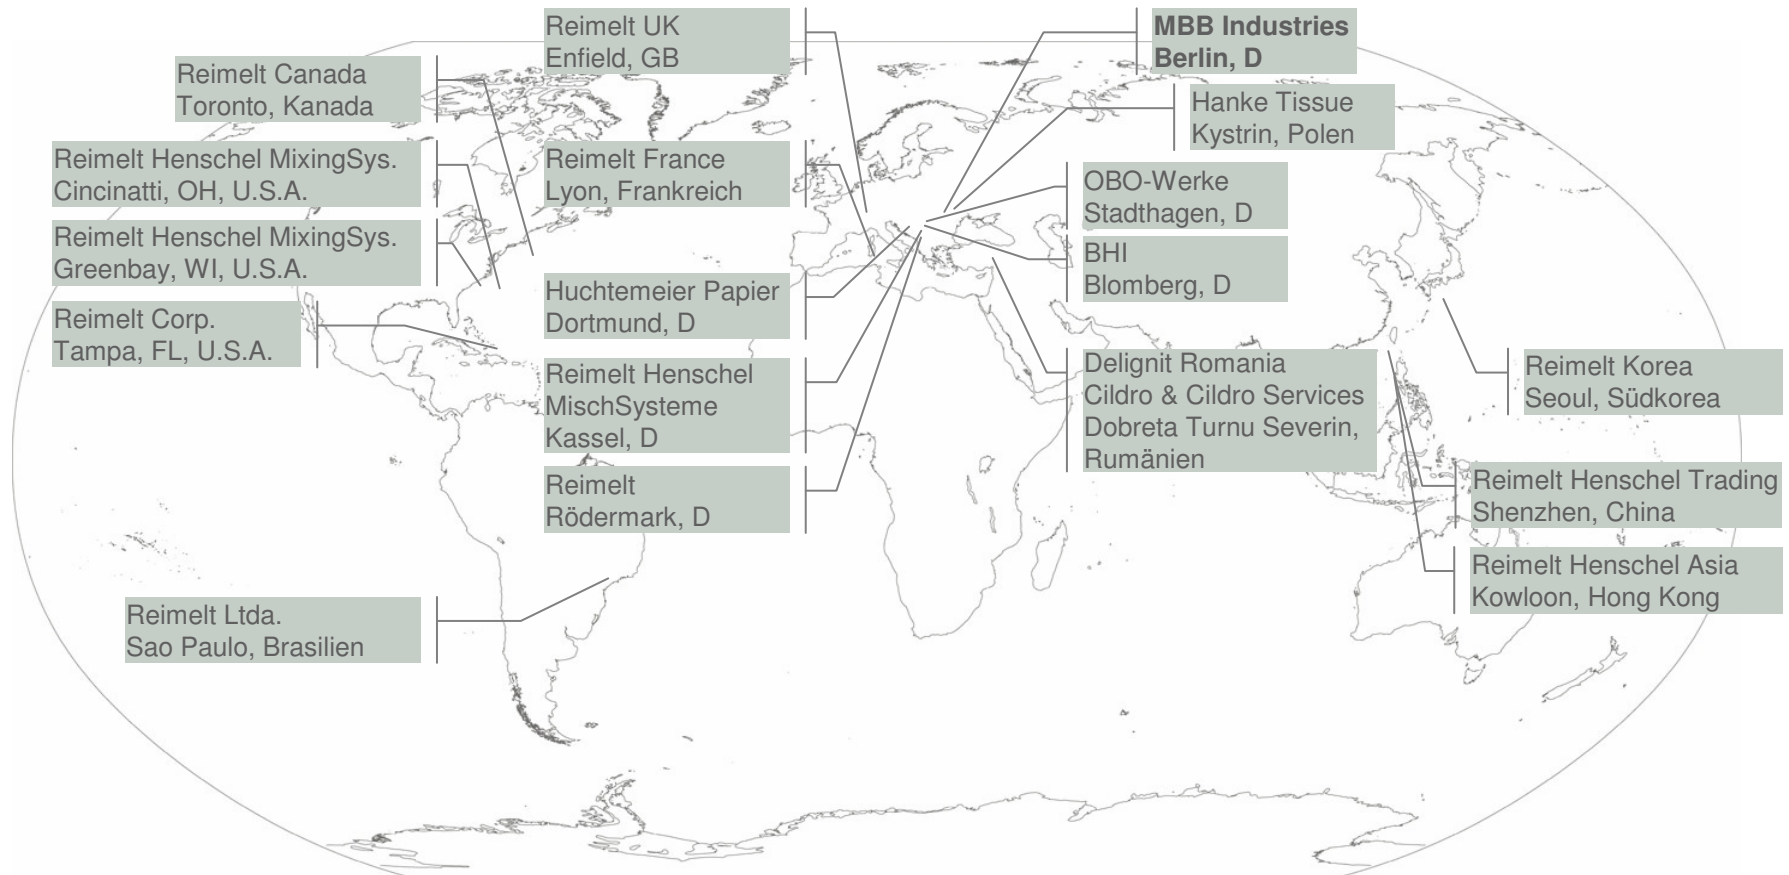 Reimelt UK
Enfield, GB
MBB Industries
Berlin, D
Reimelt Canada
Toronto, Kanada
Hanke Tissue
Kystrin, Polen
Reimelt Henschel MixingSys.
Cincinatti, OH, U.S.A.
Reimelt France
Lyon, Frankreich
OBO-Werke
Stadthagen, D
Reimelt Henschel MixingSys.
Greenbay, WI, U.S.A.
BHI
Blomberg, D
Huchtemeier Papier
Dortmund, D
Reimelt Corp.
Tampa, FL, U.S.A.
Reimelt Henschel
MischSysteme
Kassel, D
Delignit Romania
Cildro & Cildro Services
Dobreta Turnu Severin,
Rumänien
Reimelt Korea
Seoul, Südkorea
Reimelt
Rödermark, D
Reimelt Henschel Trading
Shenzhen, China
Reimelt Henschel Asia
Kowloon, Hong Kong
Reimelt Ltda.
Sao Paulo, Brasilien